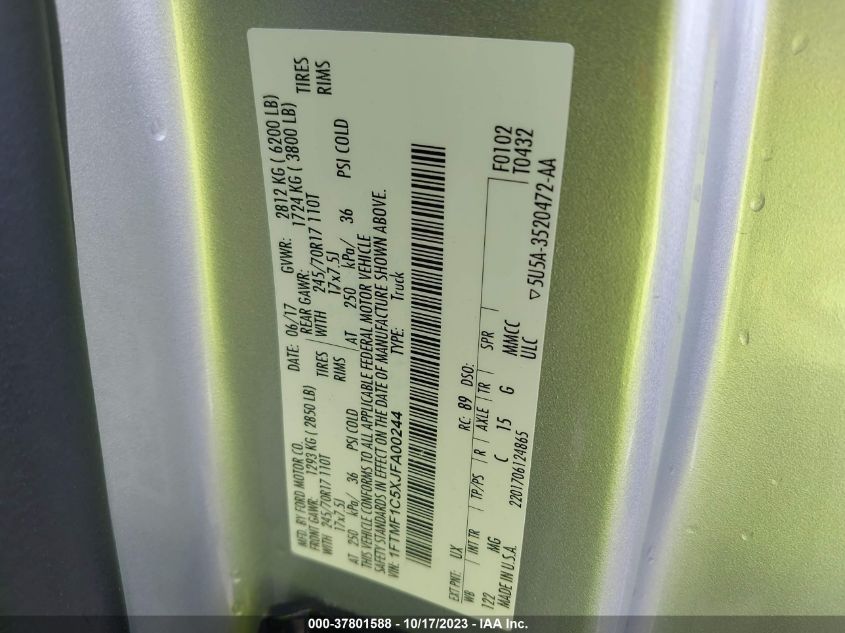 MFD. BY FORD MOTOR CO.
DATE: 06/17 GVWR: 2812 KG ( 6200 LB)
FRONT GAWR: 1293 KG ( 2850 LB) REAR GAWR: 1724 KG ( 3800 LB)
WITH 245/70R17 110T TIRES WITH 245/70R17 110T TIRES
17x7.5J RIMS 17x7.5J RIMS
AT 250 kPa/ 36 PSI COLD AT 250 kPa/ 36 PSI COLD
THIS VEHICLE CONFORMS TO ALL APPLICABLE FEDERAL MOTOR VEHICLE
SAFETY STANDARDS IN EFFECT ON THE DATE OF MANUFACTURE SHOWN ABOVE.
VIN: 1FTMF1C5XJFA00244 TYPE: Truck
EXT PNT: UX RC: 89 DSO: F0102
WB INT TR TP/PS R AXLE TR SPR T0432
122 MG C 15 G MMCC
MADE IN U.S.A. 2201706124865 ULC ▽5U5A-3520472-AA
000-37801588 - 10/17/2023 - IAA Inc.